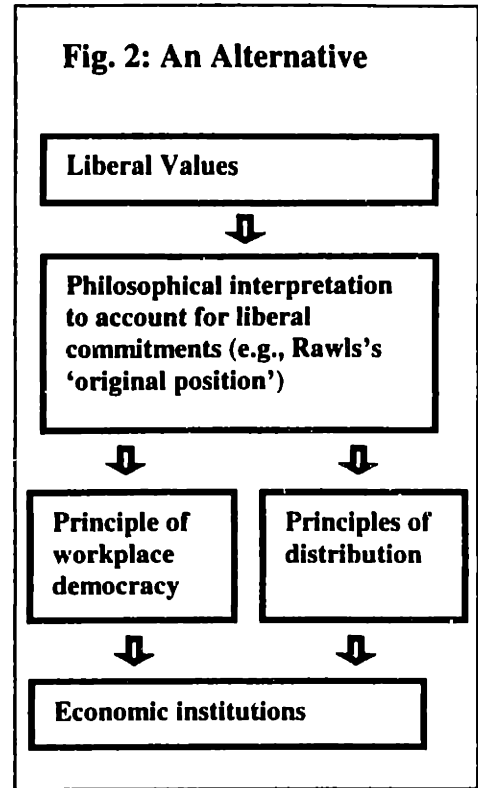 Fig. 2: An Alternative
Liberal Values
Philosophical interpretation
to account for liberal
commitments (e.g., Rawls's
'original position')
Principle of
workplace
democracy
Principles of
distribution
Economic institutions